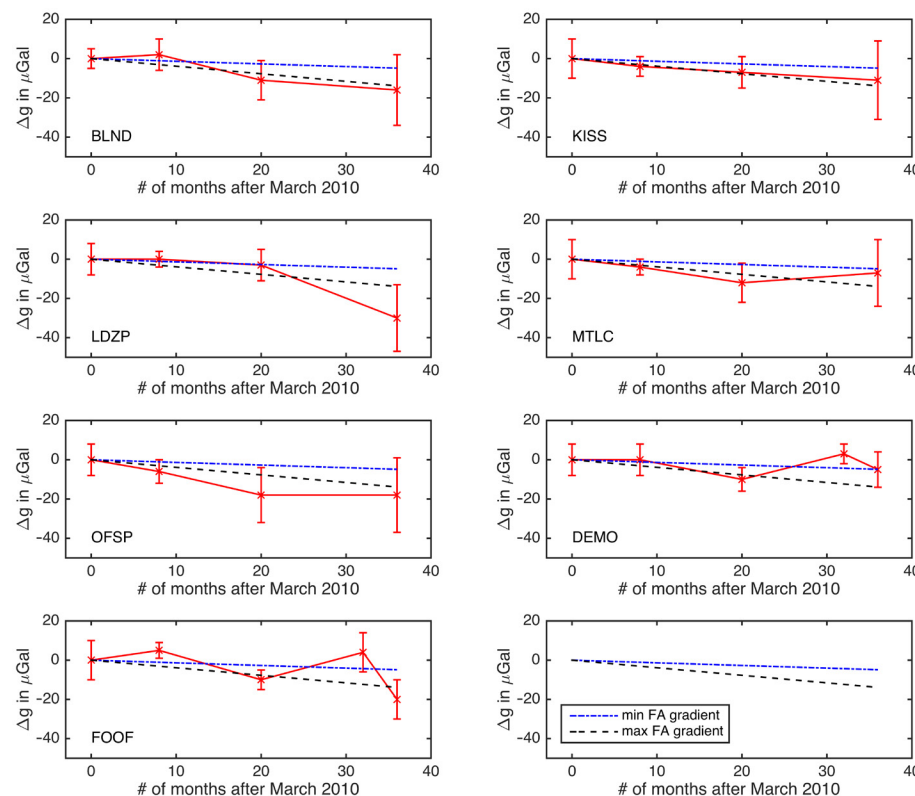 20
0
-20
-40
Δg in μGal
BLND
0 10 20 30 40
# of months after March 2010
20
0
-20
-40
Δg in μGal
KISS
0 10 20 30 40
# of months after March 2010
20
0
-20
-40
Δg in μGal
LDZP
0 10 20 30 40
# of months after March 2010
20
0
-20
-40
Δg in μGal
MTLC
0 10 20 30 40
# of months after March 2010
20
0
-20
-40
Δg in μGal
OFSP
0 10 20 30 40
# of months after March 2010
20
0
-20
-40
Δg in μGal
DEMO
0 10 20 30 40
# of months after March 2010
20
0
-20
-40
Δg in μGal
FOOF
0 10 20 30 40
# of months after March 2010
20
0
-20
-40
Δg in μGal
min FA gradient
max FA gradient
0 10 20 30 40
# of months after March 2010